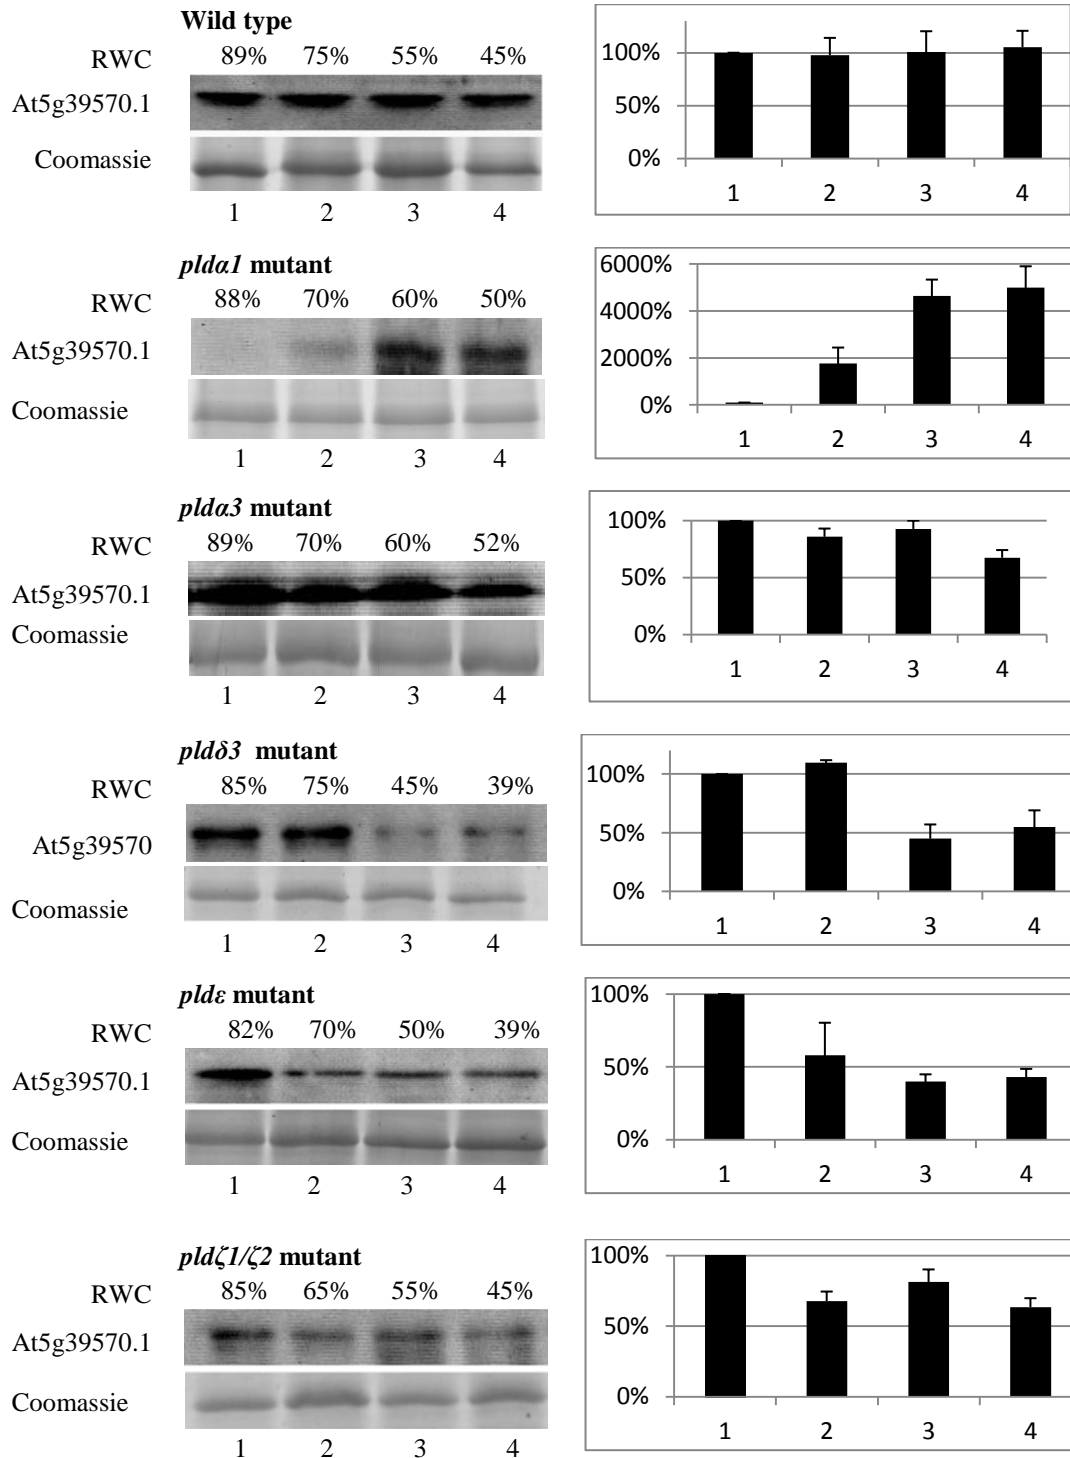 Wild type
RWC 89% 75% 55% 45%
At5g39570.1
Coomassie
1 2 3 4
100%
50%
0%
1 2 3 4
pldα1 mutant
RWC 88% 70% 60% 50%
At5g39570.1
Coomassie
1 2 3 4
6000%
4000%
2000%
0%
1 2 3 4
pldα3 mutant
RWC 89% 70% 60% 52%
At5g39570.1
Coomassie
1 2 3 4
100%
50%
0%
1 2 3 4
pldδ3 mutant
RWC 85% 75% 45% 39%
At5g39570
Coomassie
1 2 3 4
100%
50%
0%
1 2 3 4
pldε mutant
RWC 82% 70% 50% 39%
At5g39570.1
Coomassie
1 2 3 4
100%
50%
0%
1 2 3 4
pldζ1/ζ2 mutant
RWC 85% 65% 55% 45%
At5g39570.1
Coomassie
1 2 3 4
100%
50%
0%
1 2 3 4